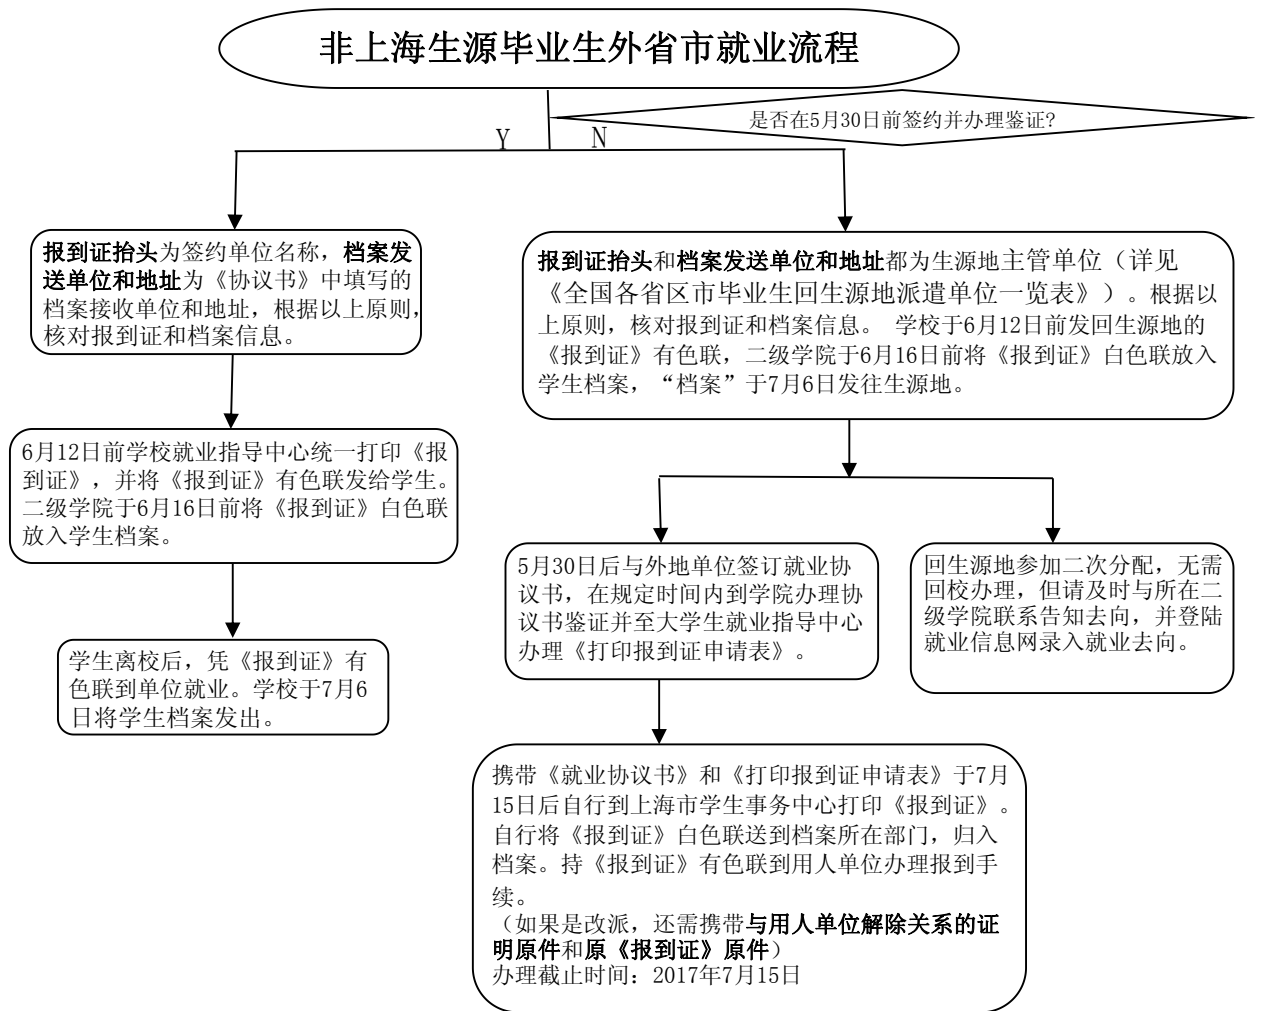 非上海生源毕业生外省市就业流程
是否在5月30日前签约并办理鉴证?
Y
N
报到证抬头为签约单位名称，档案发
送单位和地址为《协议书》中填写的
档案接收单位和地址，根据以上原则，
核对报到证和档案信息。
报到证抬头和档案发送单位和地址都为生源地主管单位（详见
《全国各省区市毕业生回生源地派遣单位一览表》）。根据以
上原则，核对报到证和档案信息。 学校于6月12日前发回生源地的
《报到证》有色联，二级学院于6月16日前将《报到证》白色联放入
学生档案，“档案”于7月6日发往生源地。
6月12日前学校就业指导中心统一打印《报
到证》，并将《报到证》有色联发给学生。
二级学院于6月16日前将《报到证》白色联
放入学生档案。
5月30日后与外地单位签订就业协
议书，在规定时间内到学院办理协
议书鉴证并至大学生就业指导中心
办理《打印报到证申请表》。
回生源地参加二次分配，无需
回校办理，但请及时与所在二
级学院联系告知去向，并登陆
就业信息网录入就业去向。
学生离校后，凭《报到证》有
色联到单位就业。学校于7月6
日将学生档案发出。
携带《就业协议书》和《打印报到证申请表》于7月
15日后自行到上海市学生事务中心打印《报到证》。
自行将《报到证》白色联送到档案所在部门，归入
档案。持《报到证》有色联到用人单位办理报到手
续。
（如果是改派，还需携带与用人单位解除关系的证
明原件和原《报到证》原件）
办理截止时间：2017年7月15日